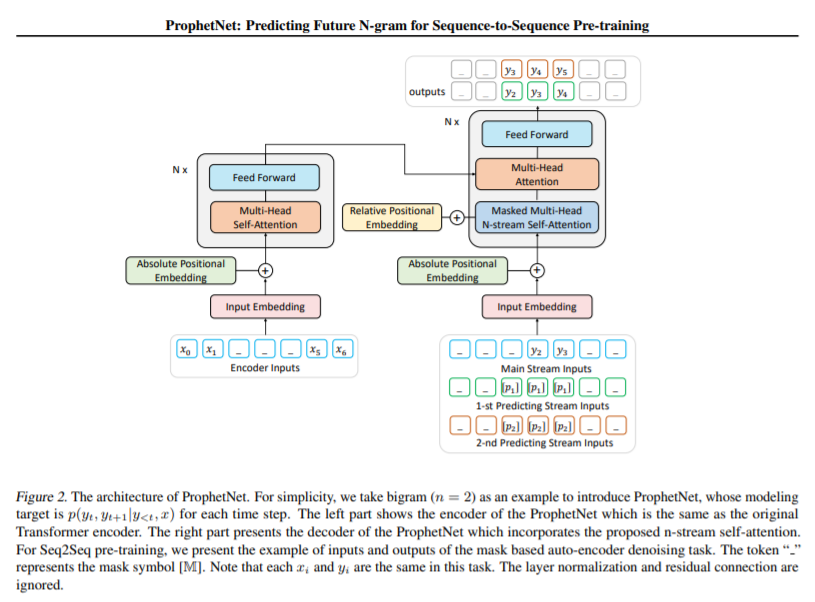 ProphetNet: Predicting Future N-gram for Sequence-to-Sequence Pre-training
_ _ y3 y4 y5 _ _
outputs _ _ y2 y3 y4 _ _
N x
Feed Forward
Multi-Head
Attention
Masked Multi-Head
N-stream Self-Attention
Relative Positional
Embedding
+
Absolute Positional
Embedding
+
Input Embedding
N x
Feed Forward
Multi-Head
Self-Attention
Absolute Positional
Embedding
+
Input Embedding
x0 x1 _ _ _ x5 x6
Encoder Inputs
_ _ _ y2 y3 _ _
Main Stream Inputs
_ _ [p1] [p1] [p1] _ _
1-st Predicting Stream Inputs
_ _ [p2] [p2] [p2] _ _
2-nd Predicting Stream Inputs
Figure 2. The architecture of ProphetNet. For simplicity, we take bigram (n = 2) as an example to introduce ProphetNet, whose modeling
target is p(yt, yt+1|y<t, x) for each time step. The left part shows the encoder of the ProphetNet which is the same as the original
Transformer encoder. The right part presents the decoder of the ProphetNet which incorporates the proposed n-stream self-attention.
For Seq2Seq pre-training, we present the example of inputs and outputs of the mask based auto-encoder denoising task. The token “_”
represents the mask symbol [𝕄]. Note that each xi and yi are the same in this task. The layer normalization and residual connection are
ignored.